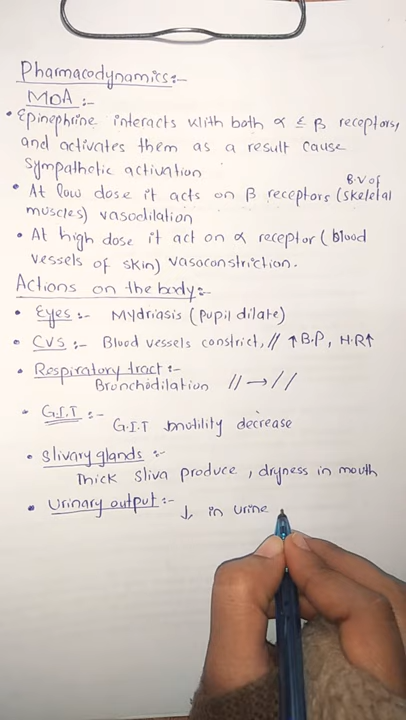 Pharmacodynamics:-
MOA :-
• Epinephrine interacts with both α & β receptors,
and activates them as a result cause
sympathetic activation
B.V of
• At low dose it acts on β receptors (skeletal
muscles) vasodilation
• At high dose it act on α receptor (blood
vessels of skin) vasoconstriction.
Actions on the body:-
• Eyes :- Mydriasis (pupil dilate)
• CVS :- Blood vessels constrict, // ↑B.P, H.R↑
• Respiratory tract :-
Bronchodilation // → //
• G.I.T :-
G.I.T motility decrease
• Slivary glands :-
Thick sliva produce, dryness in mouth
• Urinary output :-
↓ in urine